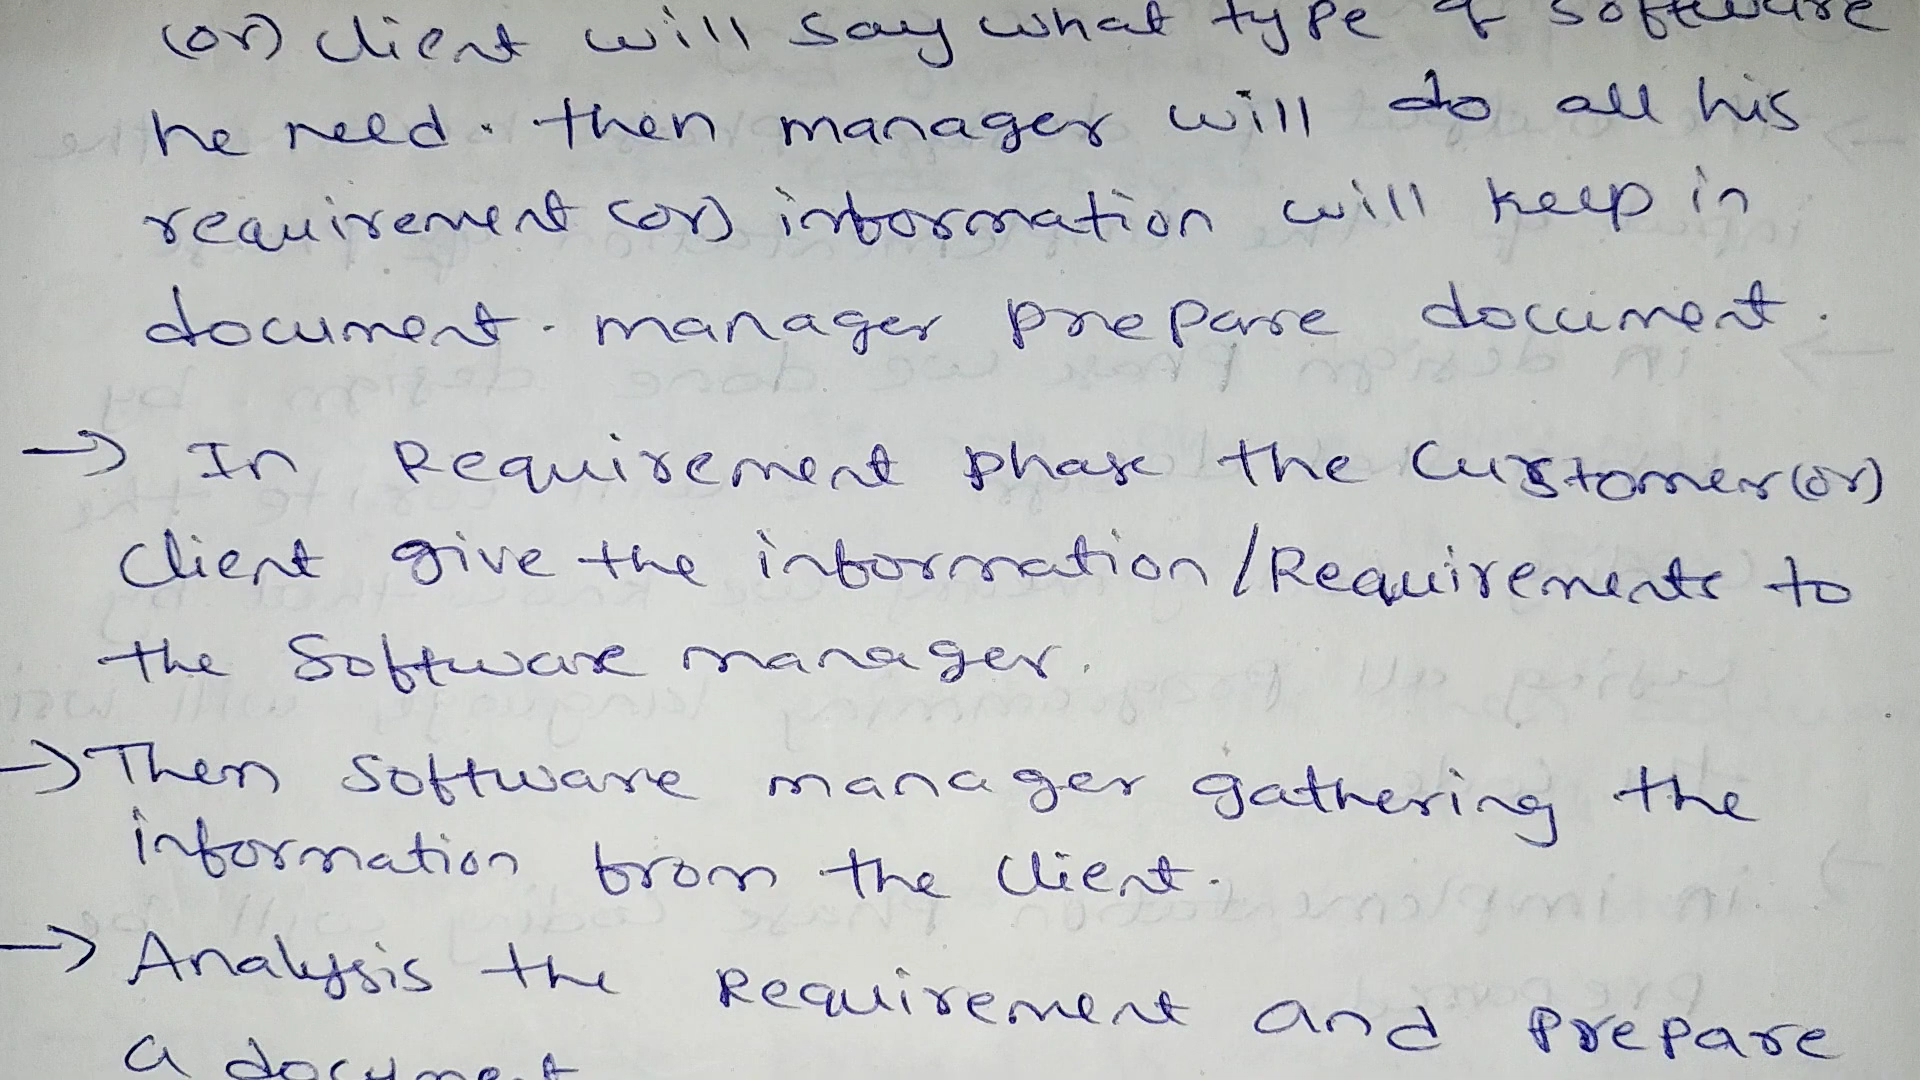 (or) client will say what type of software
he need. then manager will do all his
requirement (or) information will keep in
document. manager prepare document.
→ In Requirement phase the Customer (or)
client give the information / Requirements to
the Software manager.
→ Then Software manager gathering the
information from the client.
→ Analysis the Requirement and Prepare
a document